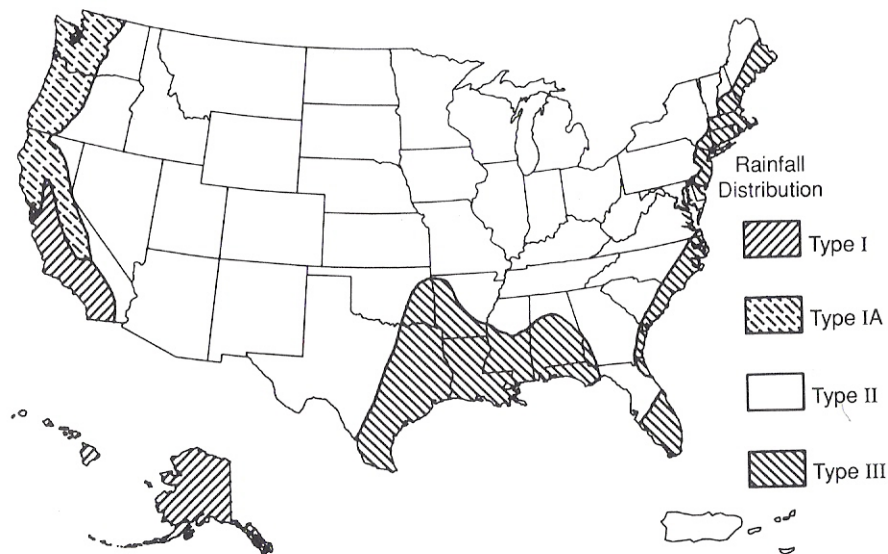 Rainfall
Distribution
Type I
Type IA
Type II
Type III